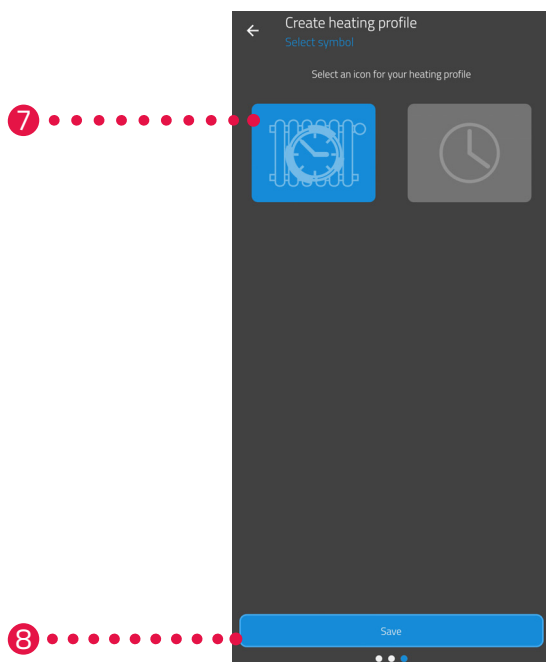 Create heating profile
Select symbol
Select an icon for your heating profile
7
8
Save